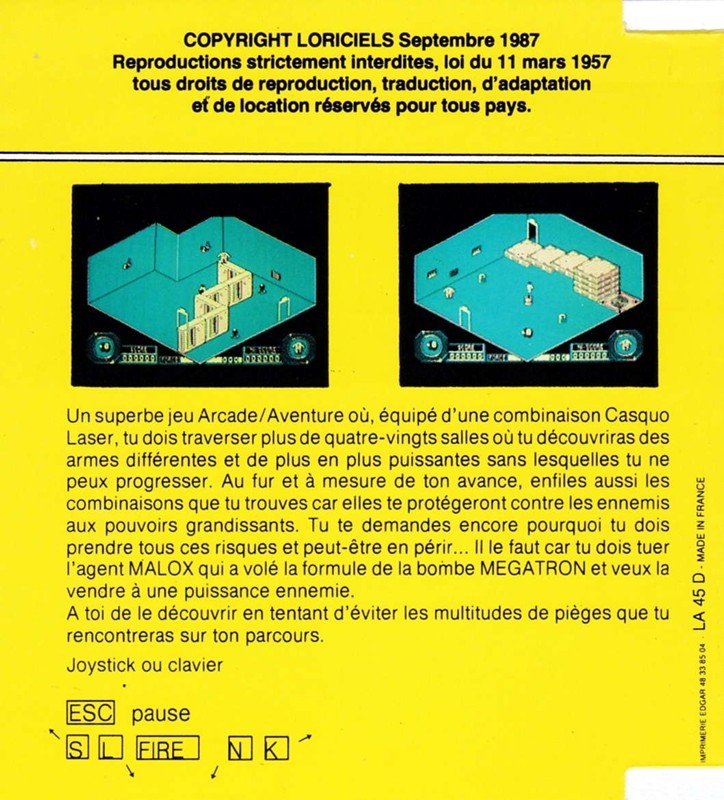 COPYRIGHT LORICIELS Septembre 1987
Reproductions strictement interdites, loi du 11 mars 1957
tous droits de reproduction, traduction, d'adaptation
et de location réservés pour tous pays.
SCORE
HI-SCORE
FORCE
SCORE
HI-SCORE
FORCE
Un superbe jeu Arcade/Aventure où, équipé d'une combinaison Casquo
Laser, tu dois traverser plus de quatre-vingts salles où tu découvriras des
armes différentes et de plus en plus puissantes sans lesquelles tu ne
peux progresser. Au fur et à mesure de ton avance, enfiles aussi les
combinaisons que tu trouves car elles te protégeront contre les ennemis
aux pouvoirs grandissants. Tu te demandes encore pourquoi tu dois
prendre tous ces risques et peut-être en périr... Il le faut car tu dois tuer
l'agent MALOX qui a volé la formule de la bombe MEGATRON et veux la
vendre à une puissance ennemie.
A toi de le découvrir en tentant d'éviter les multitudes de pièges que tu
rencontreras sur ton parcours.
Joystick ou clavier
ESC pause
S L FIRE N K
IMPRIMERIE EDGAR 48 33 85 04 - LA 45 D - MADE IN FRANCE